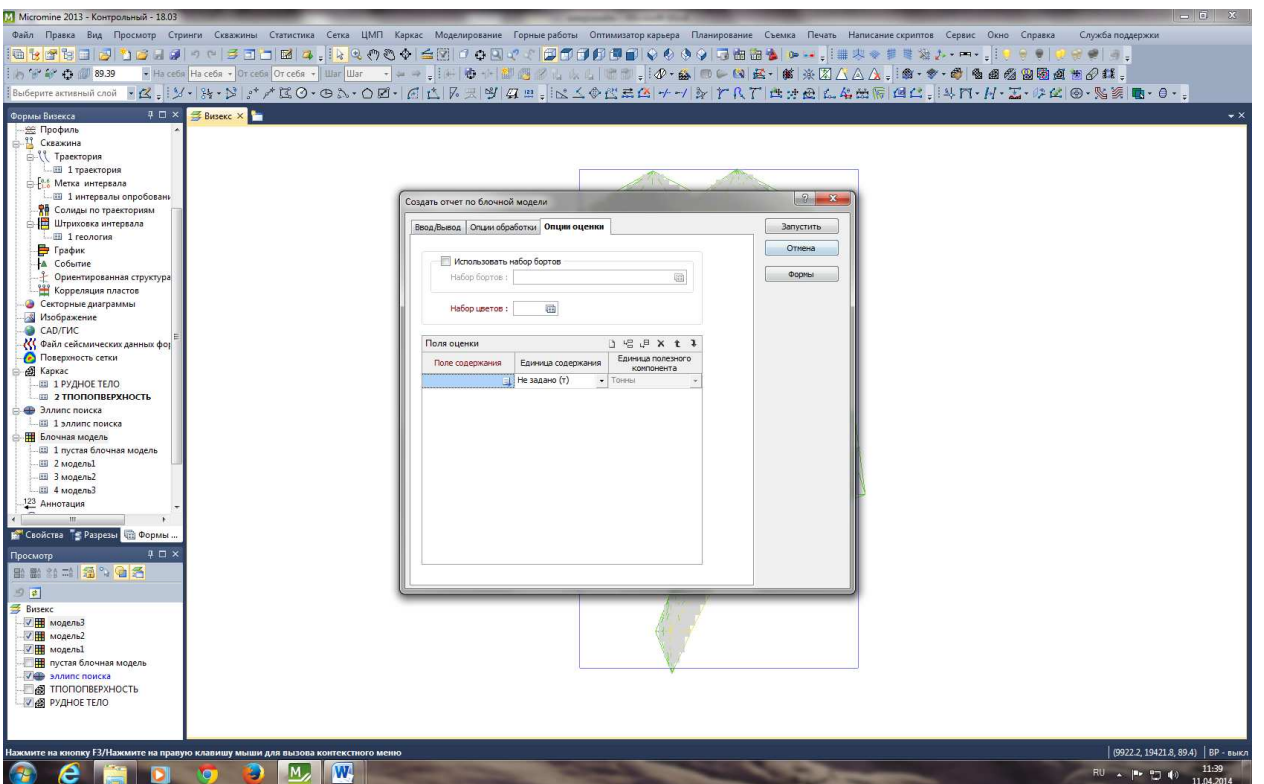 Micromine 2013 - Контрольный - 18.03
Файл Правка Вид Просмотр Стринги Скважины Статистика Сетка ЦМП Каркас Моделирование Горные работы Оптимизатор карьера Планирование Съемка Печать Написание скриптов Сервис Окно Справка Служба поддержки
89.39 На себя На себя От себя От себя Шаг Шаг
Выберите активный слой
Формы Визекса
Визекс
Профиль
Скважина
Траектория
1 траектория
Метка интервала
1 интервалы опробовани
Солиды по траекториям
Штриховка интервала
1 геология
График
Событие
Ориентированная структура
Корреляция пластов
Секторные диаграммы
Изображение
CAD/ГИС
Файл сейсмических данных фор
Поверхность сетки
Каркас
1 РУДНОЕ ТЕЛО
2 ТПОПОПВЕРХНОСТЬ
Эллипс поиска
1 эллипс поиска
Блочная модель
1 пустая блочная модель
2 модель1
3 модель2
4 модель3
123 Аннотация
Свойства Разрезы Формы ...
Просмотр
Визекс
модель3
модель2
модель1
пустая блочная модель
эллипс поиска
ТПОПОПВЕРХНОСТЬ
РУДНОЕ ТЕЛО
Создать отчет по блочной модели
Ввод/Вывод Опции обработки Опции оценки
Запустить
Отмена
Формы
Использовать набор бортов
Набор бортов :
Набор цветов :
Поля оценки
Поле содержания Единица содержания Единица полезного компонента
Не задано (т) Тонны
Нажмите на кнопку F3/Нажмите на правую клавишу мыши для вызова контекстного меню
(9922.2, 19421.8, 89.4) ВР - выкл
RU 11:39
11.04.2014